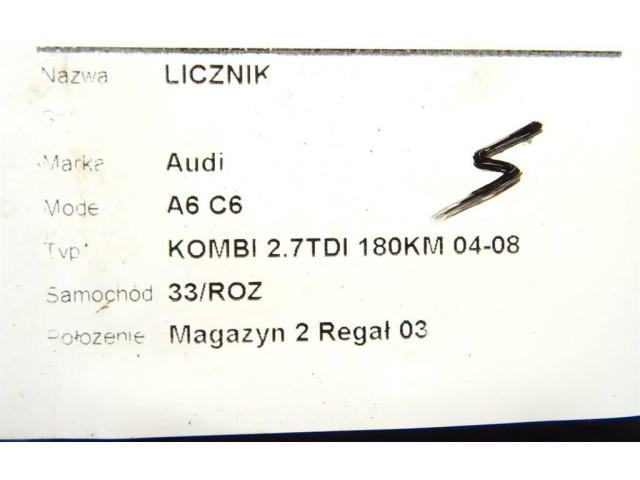 Nazwa LICZNIK
Marka Audi
Mode A6 C6
Typ* KOMBI 2.7TDI 180KM 04-08
Samochód 33/ROZ
Położenie Magazyn 2 Regał 03